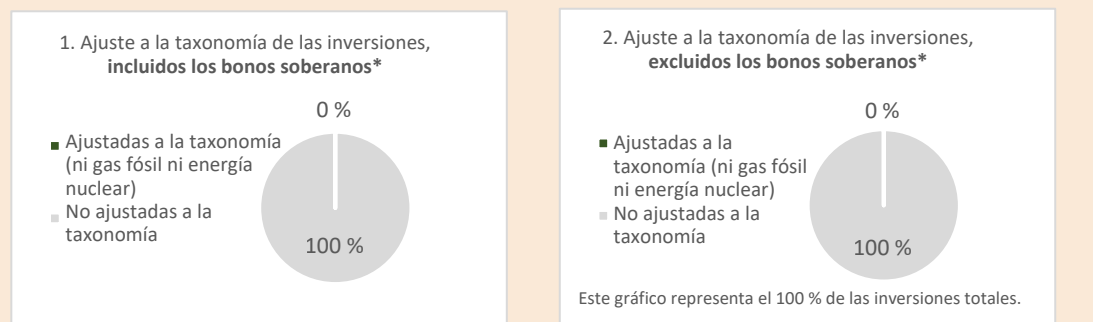 1. Ajuste a la taxonomía de las inversiones,
incluidos los bonos soberanos*
0 %
Ajustadas a la taxonomía
(ni gas fósil ni energía
nuclear)
No ajustadas a la
taxonomía
100 %
2. Ajuste a la taxonomía de las inversiones,
excluidos los bonos soberanos*
0 %
Ajustadas a la
taxonomía (ni gas fósil
ni energía nuclear)
No ajustadas a la
taxonomía
100 %
Este gráfico representa el 100 % de las inversiones totales.